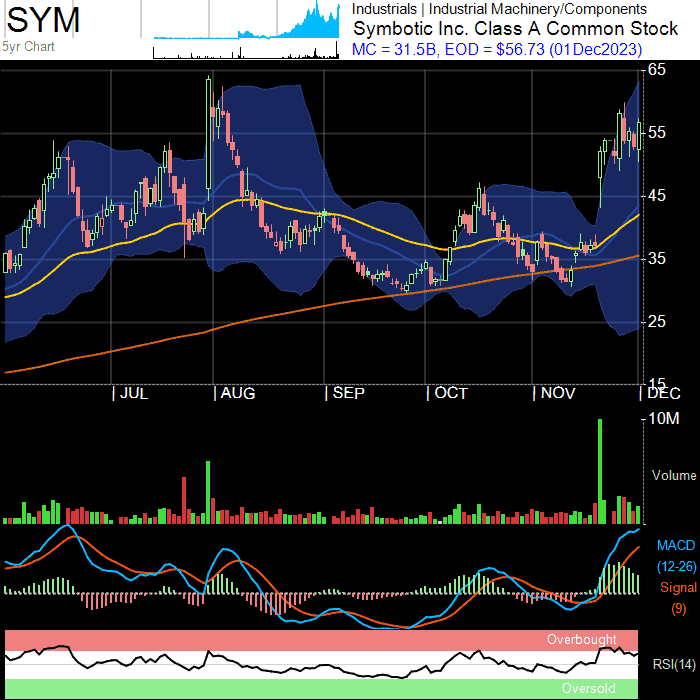 SYM
5yr Chart
Industrials | Industrial Machinery/Components
Symbotic Inc. Class A Common Stock
MC = 31.5B, EOD = $56.73 (01Dec2023)
65
55
45
35
25
15
JUL AUG SEP OCT NOV DEC
10M
Volume
MACD
(12-26)
Signal
(9)
Overbought
RSI(14)
Oversold